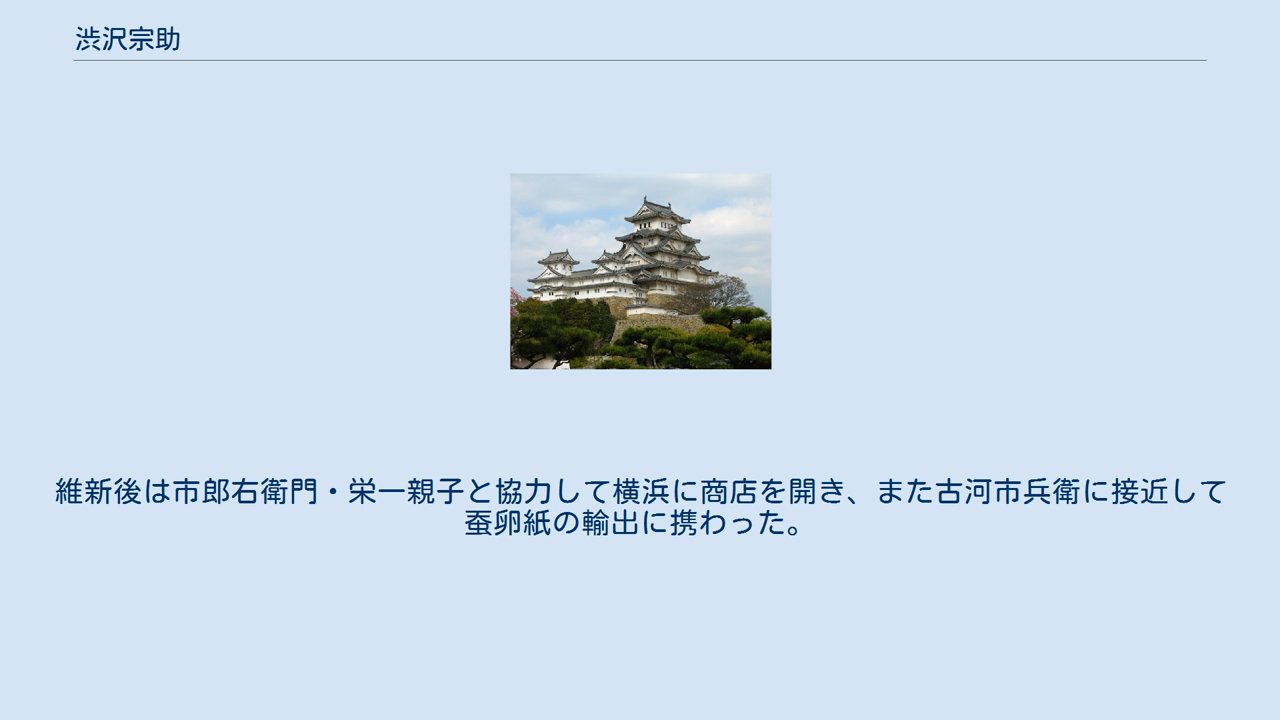 渋沢宗助
維新後は市郎右衛門・栄一親子と協力して横浜に商店を開き、また古河市兵衛に接近して
蚕卵紙の輸出に携わった。